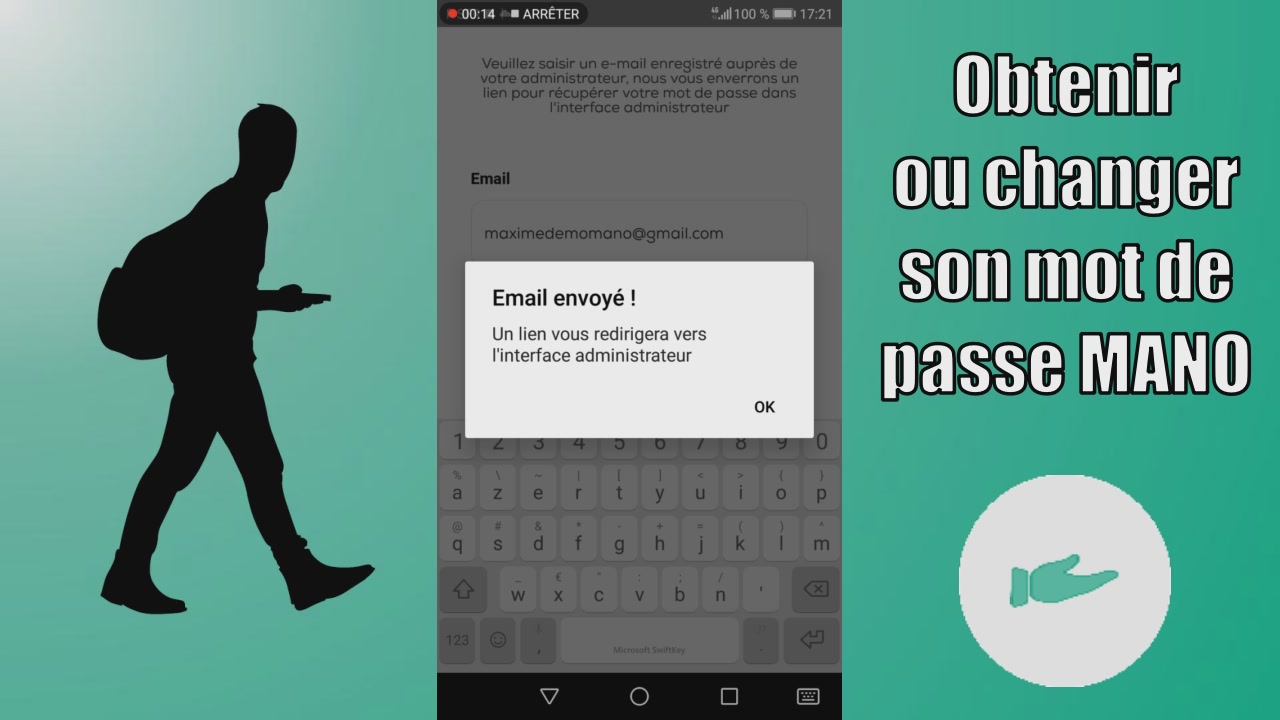 00:14 ARRÊTER
100 % 17:21
Veuillez saisir un e-mail enregistré auprès de
votre administrateur, nous vous enverrons un
lien pour récupérer votre mot de passe dans
l'interface administrateur
Email
maximedemomano@gmail.com
Email envoyé !
Un lien vous redirigera vers
l'interface administrateur
OK
1 2 3 4 5 6 7 8 9 0
% \ ~ | [ ] < > { }
a z e r t y u i o p
@ # & * - + = ( ) ^
q s d f g h j k l m
_ € " : ; /
w x c v b n '
123 , Microsoft SwiftKey .
Obtenir
ou changer
son mot de
passe MANO